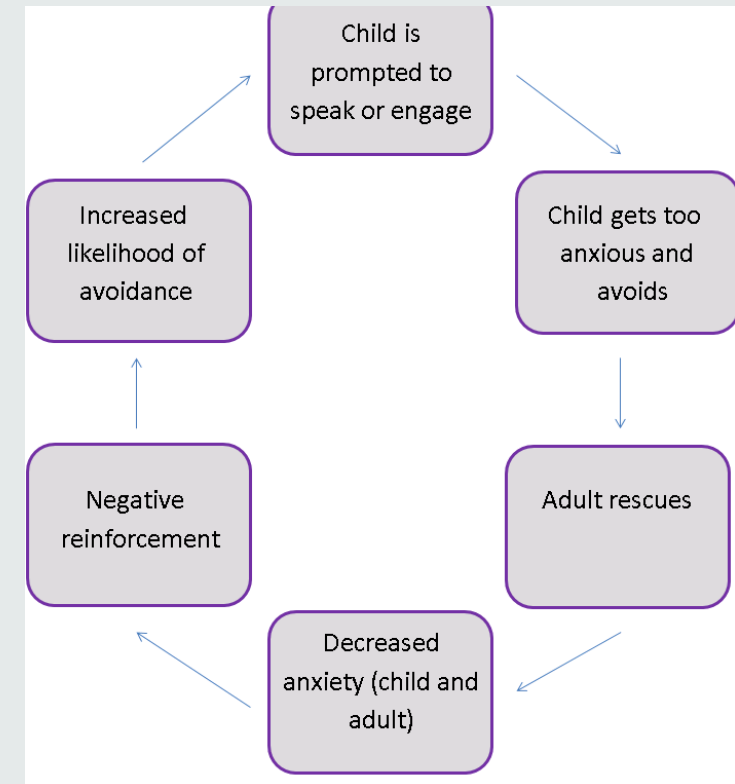 Child is
prompted to
speak or engage
Child gets too
anxious and
avoids
Adult rescues
Decreased
anxiety (child and
adult)
Negative
reinforcement
Increased
likelihood of
avoidance